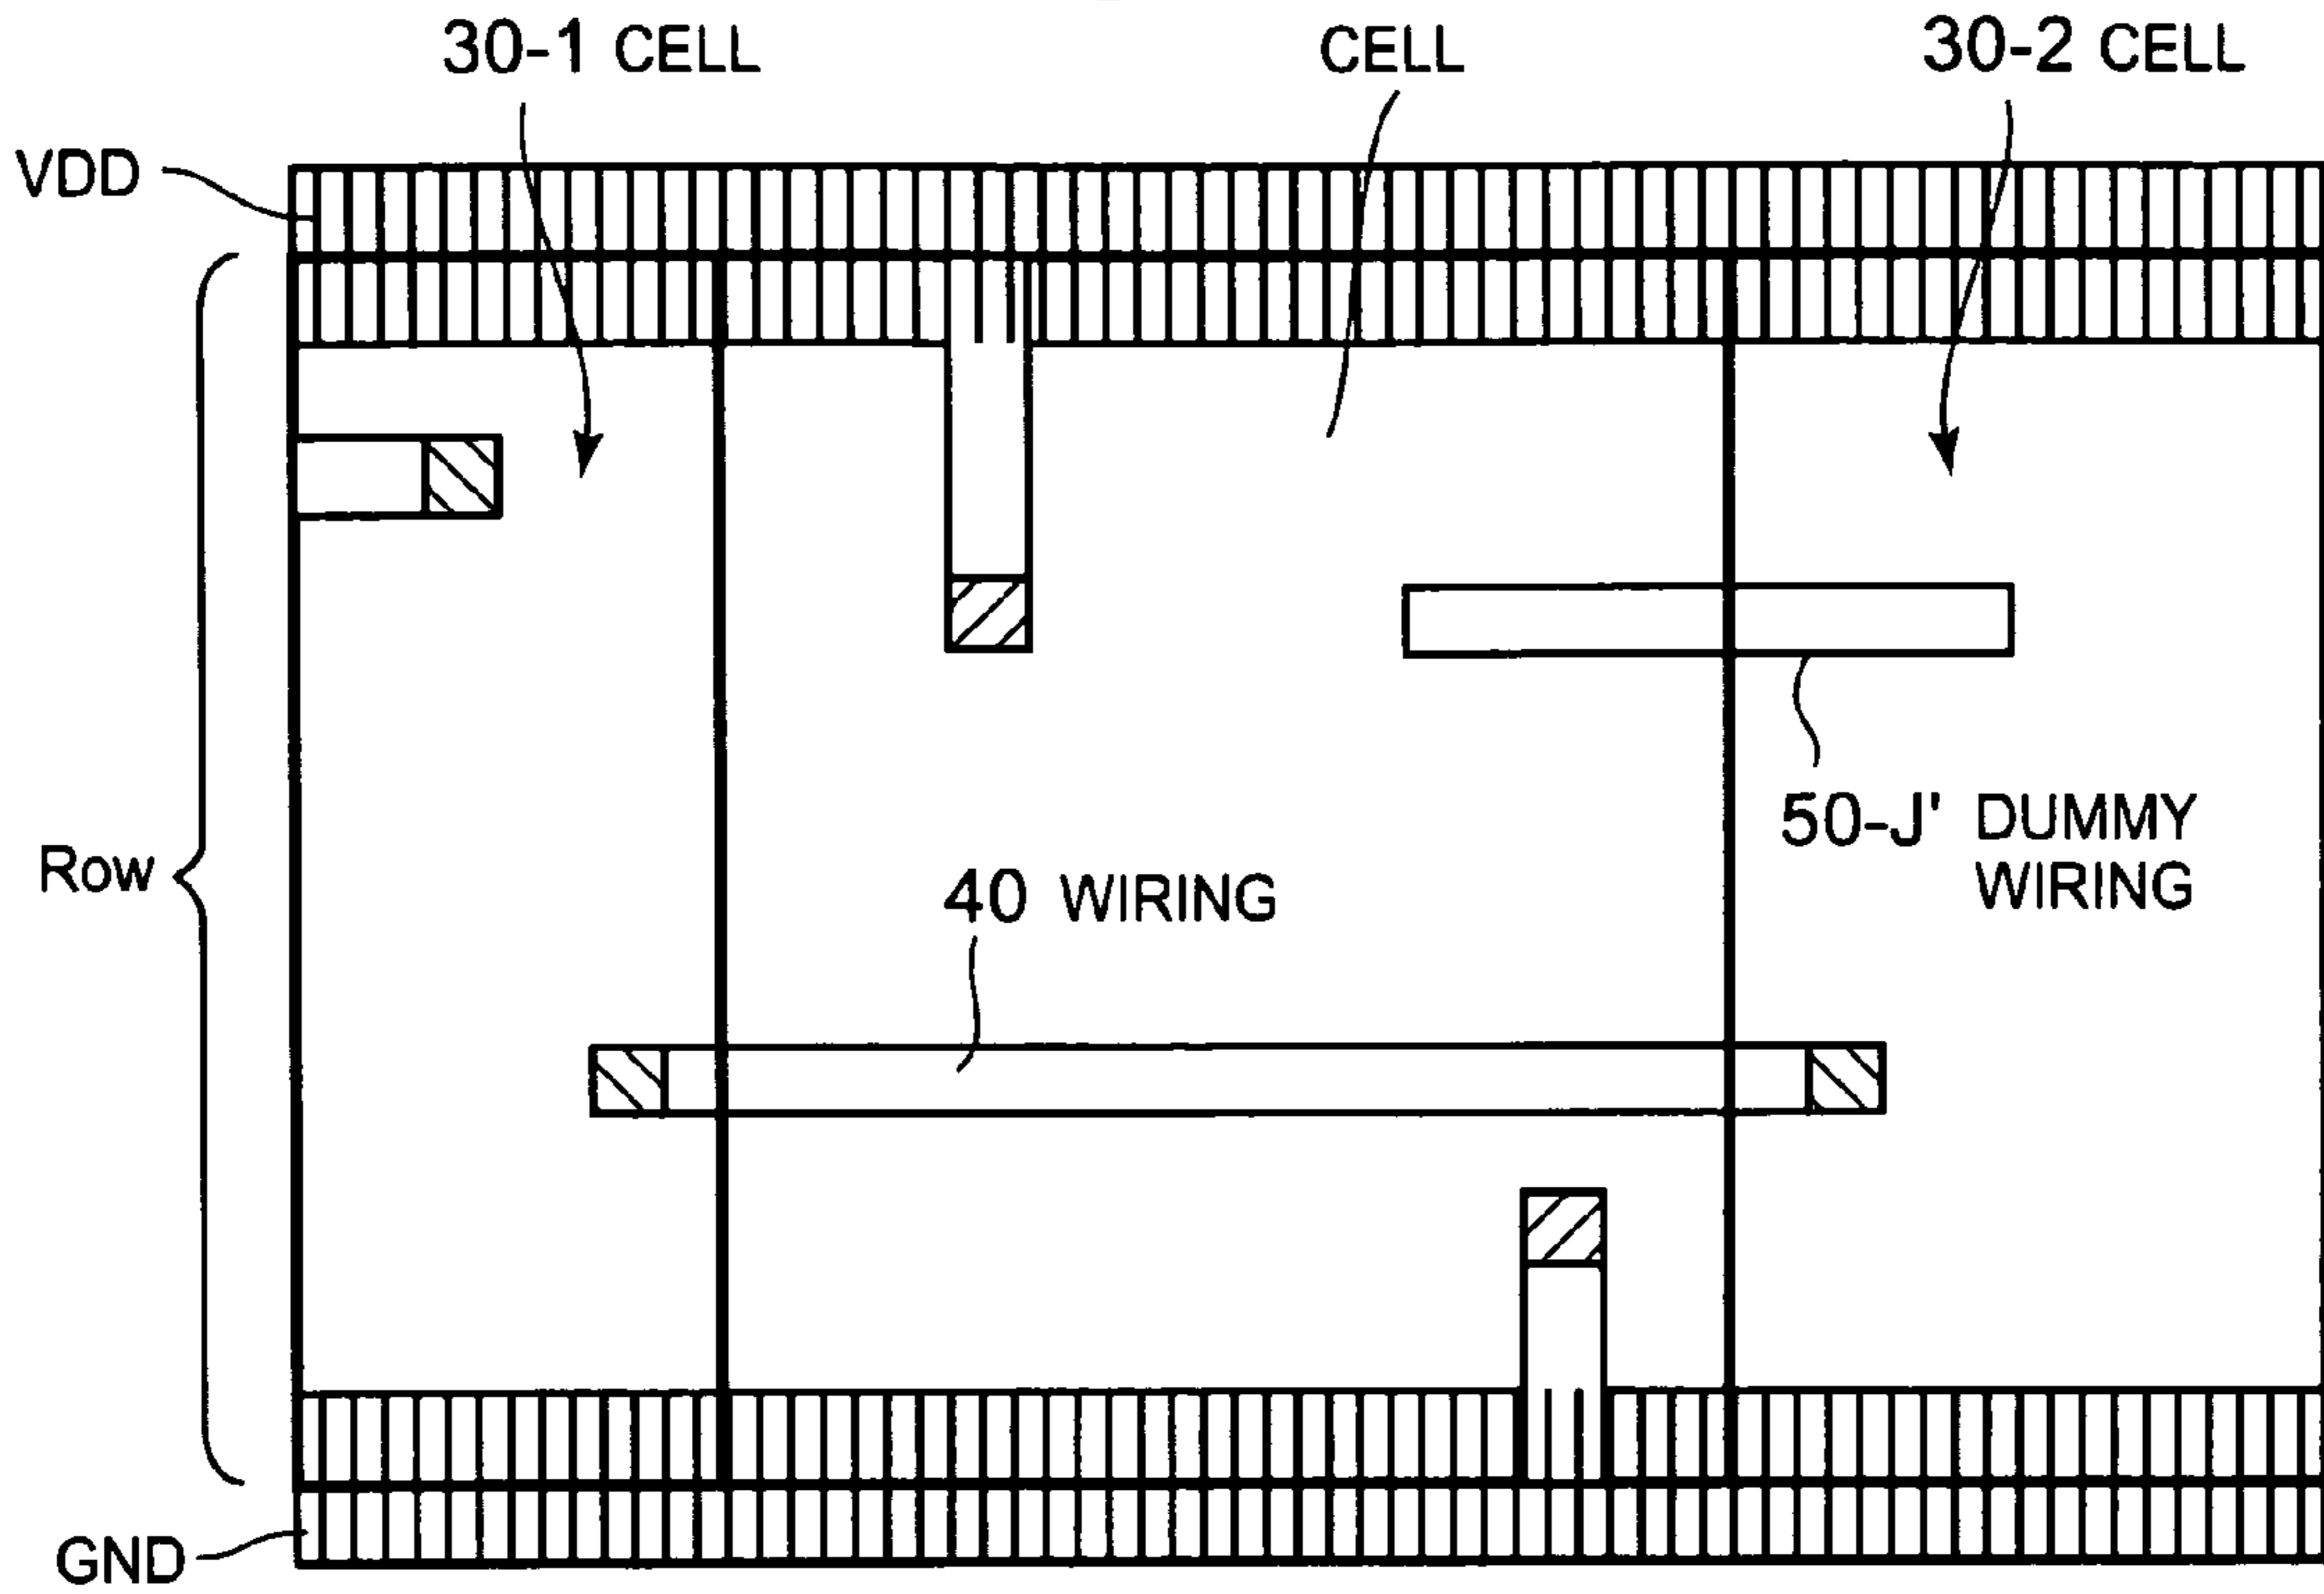 30-1 CELL
CELL
30-2 CELL
VDD
50-J' DUMMY
WIRING
Row
40 WIRING
GND